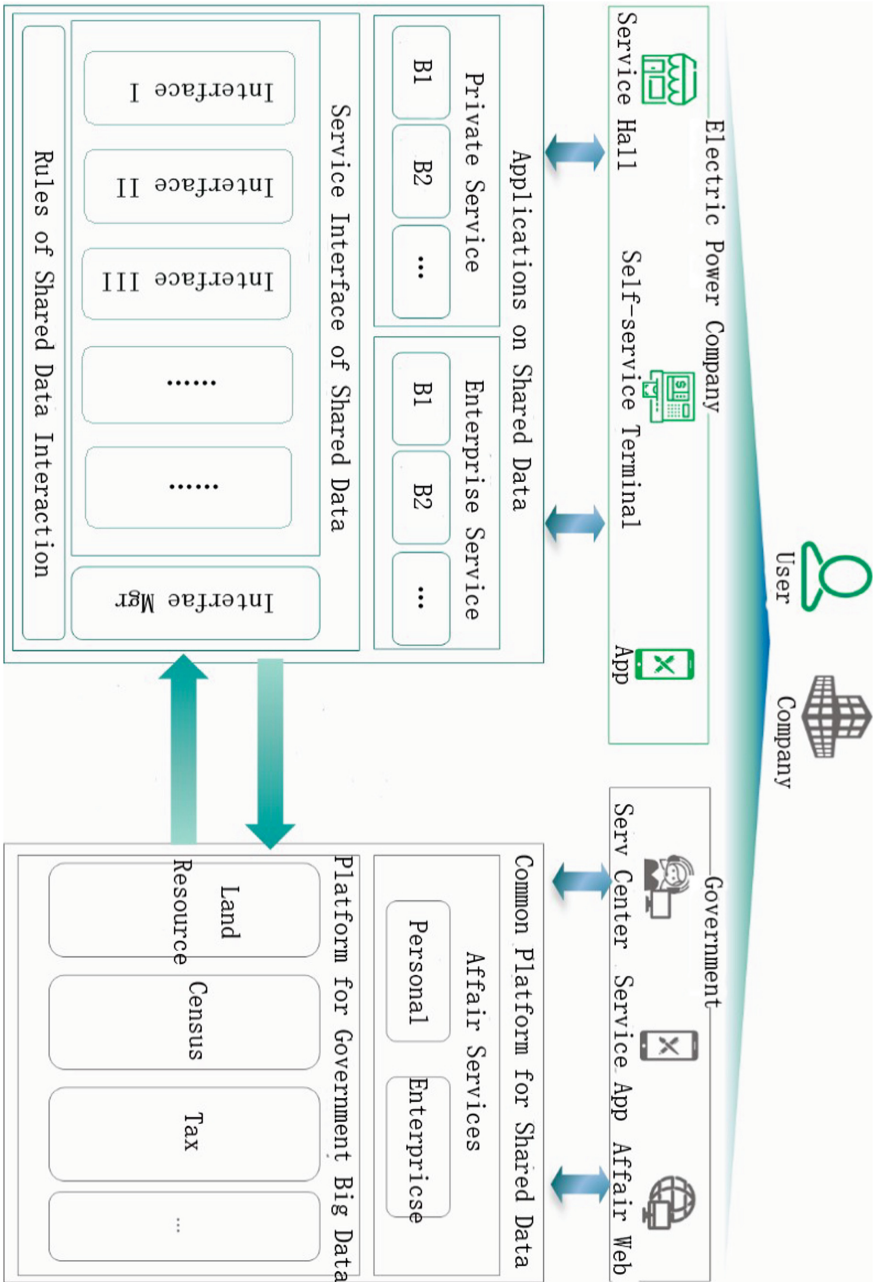 User
Company
Electric Power Company
Service Hall
Self-service Terminal
App
Government
Serv Center
Service App
Affair Web
Applications on Shared Data
Private Service
B1
B2
...
Enterprise Service
B1
B2
...
Service Interface of Shared Data
Interface I
Interface II
Interface III
......
......
Interfae Mgr
Rules of Shared Data Interaction
Common Platform for Shared Data
Affair Services
Personal
Enterpricse
Platform for Government Big Data
Land
Resource
Census
Tax
...